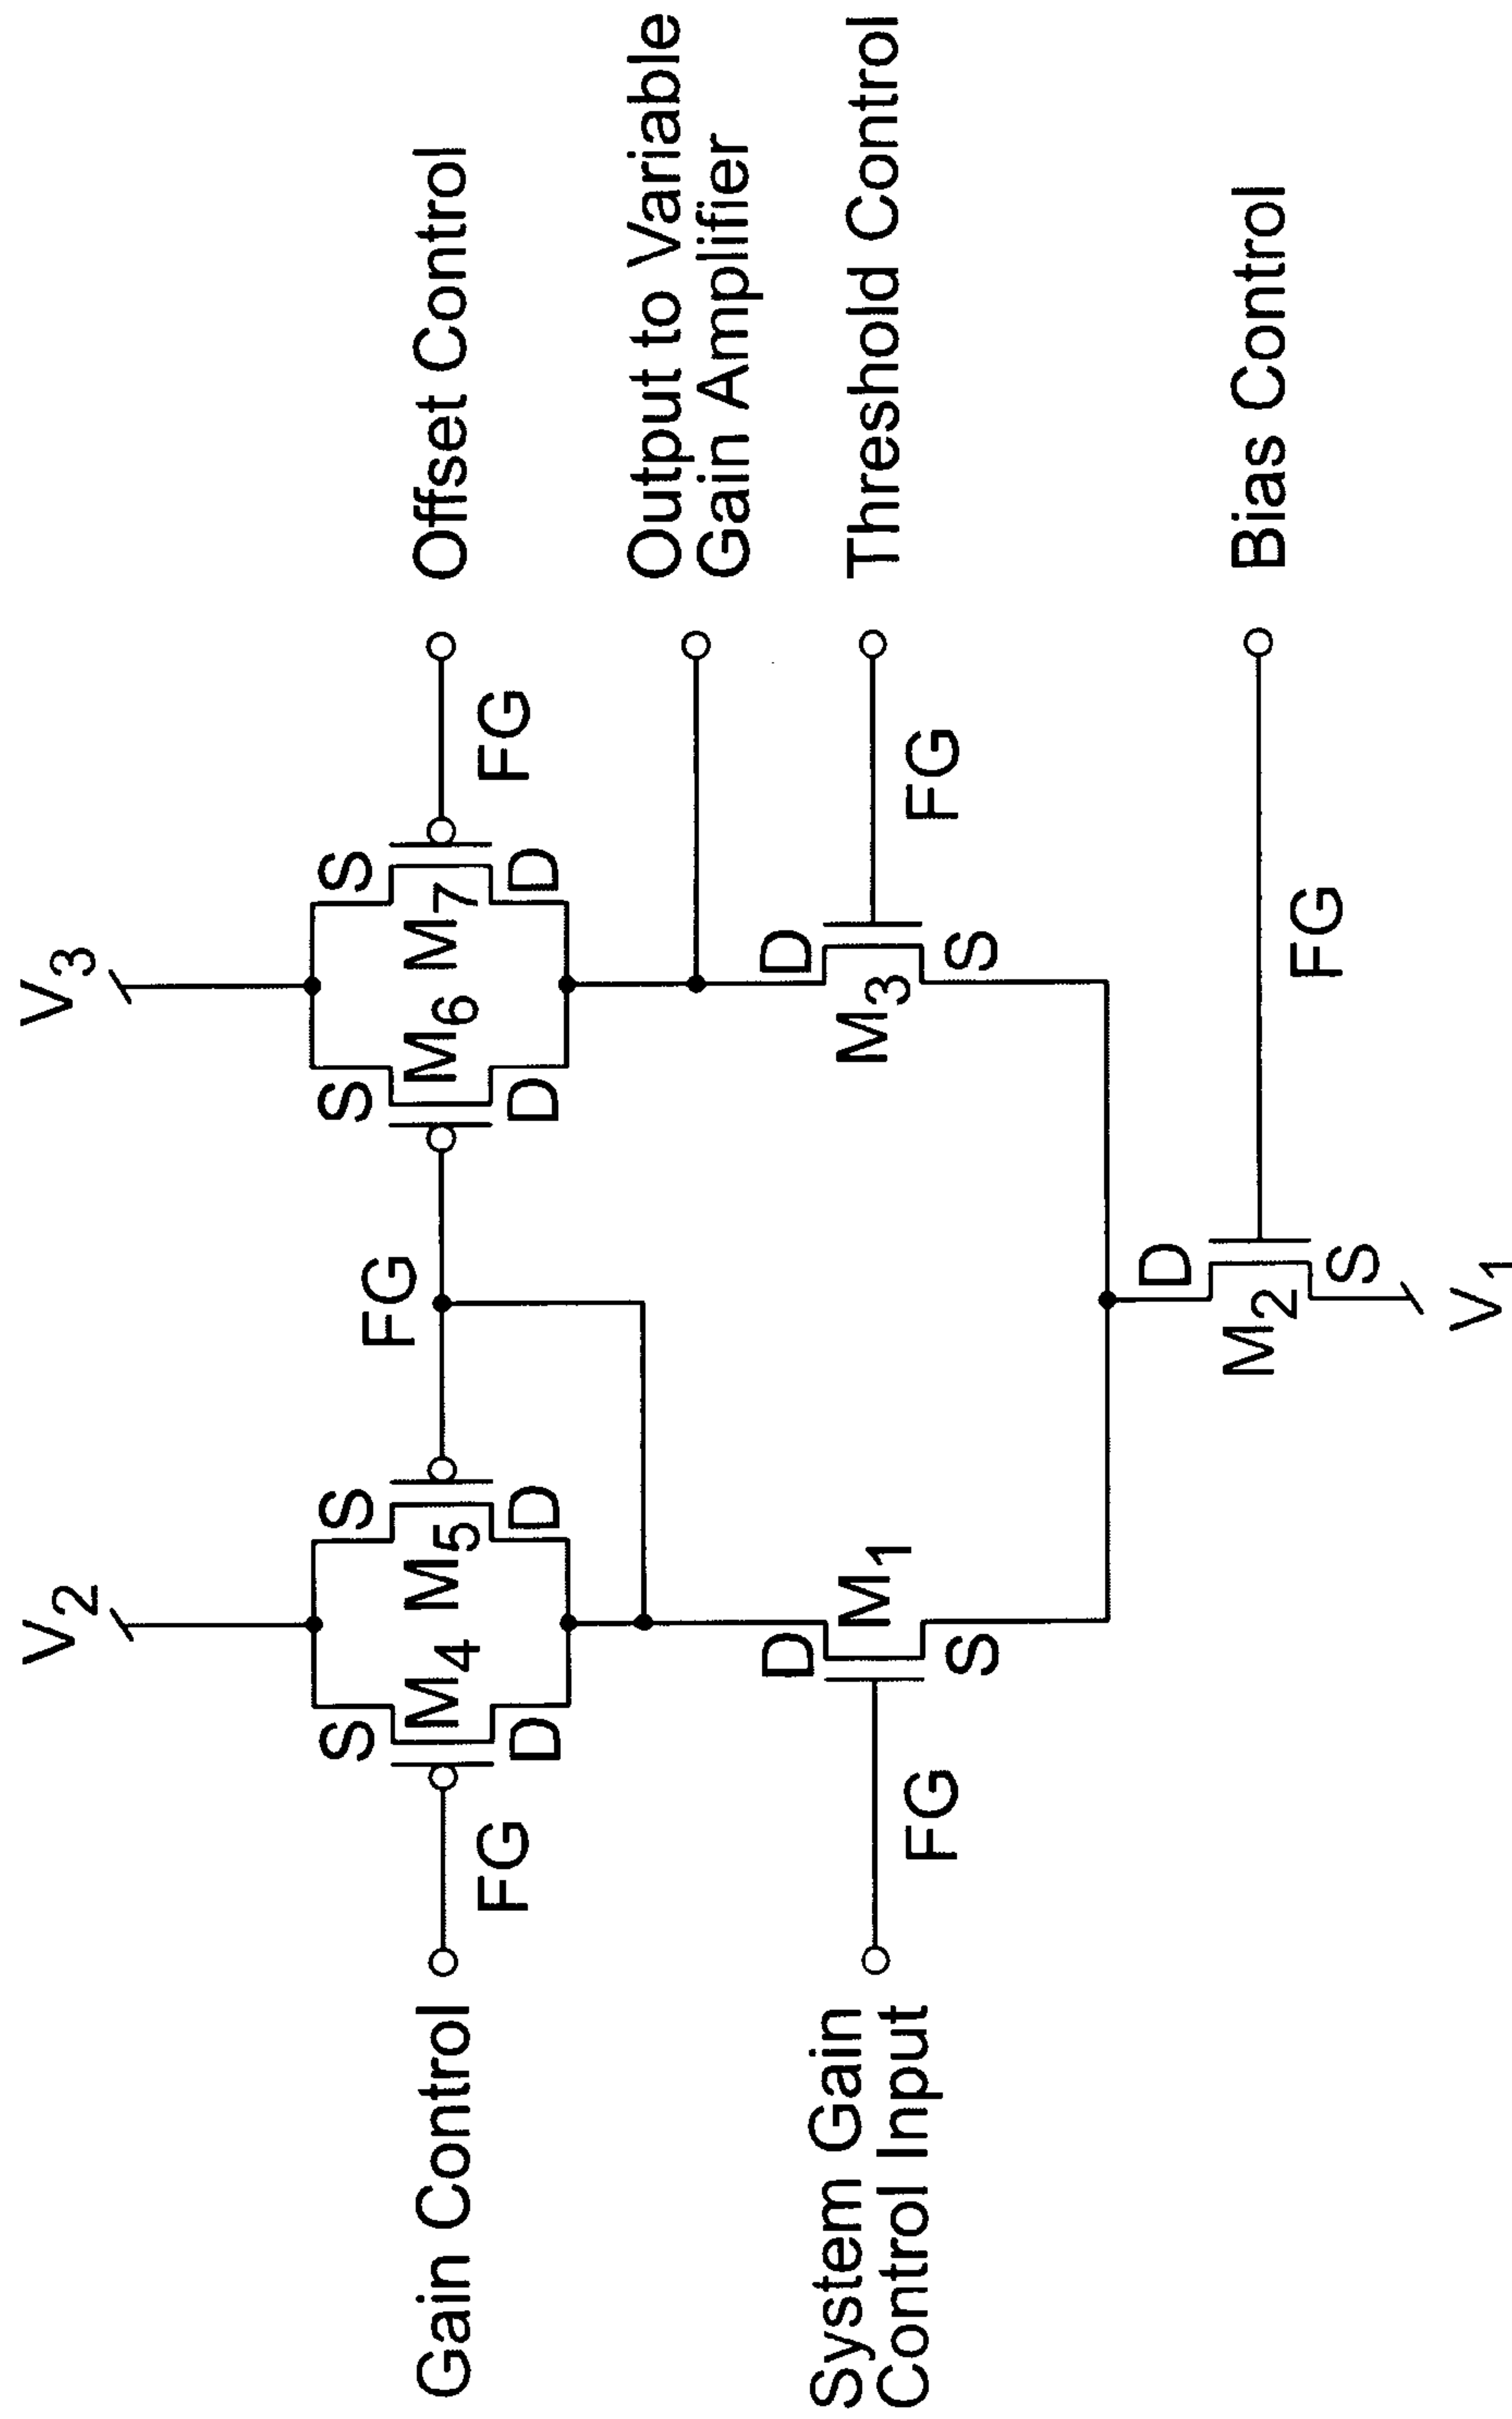 V2
V3
S
S
S
S
Gain Control
FG
M4
M5
FG
M6
M7
FG
Offset Control
D
D
D
D
Output to Variable
Gain Amplifier
System Gain
Control Input
FG
D
M1
S
D
M3
S
FG
Threshold Control
D
M2
S
FG
Bias Control
V1